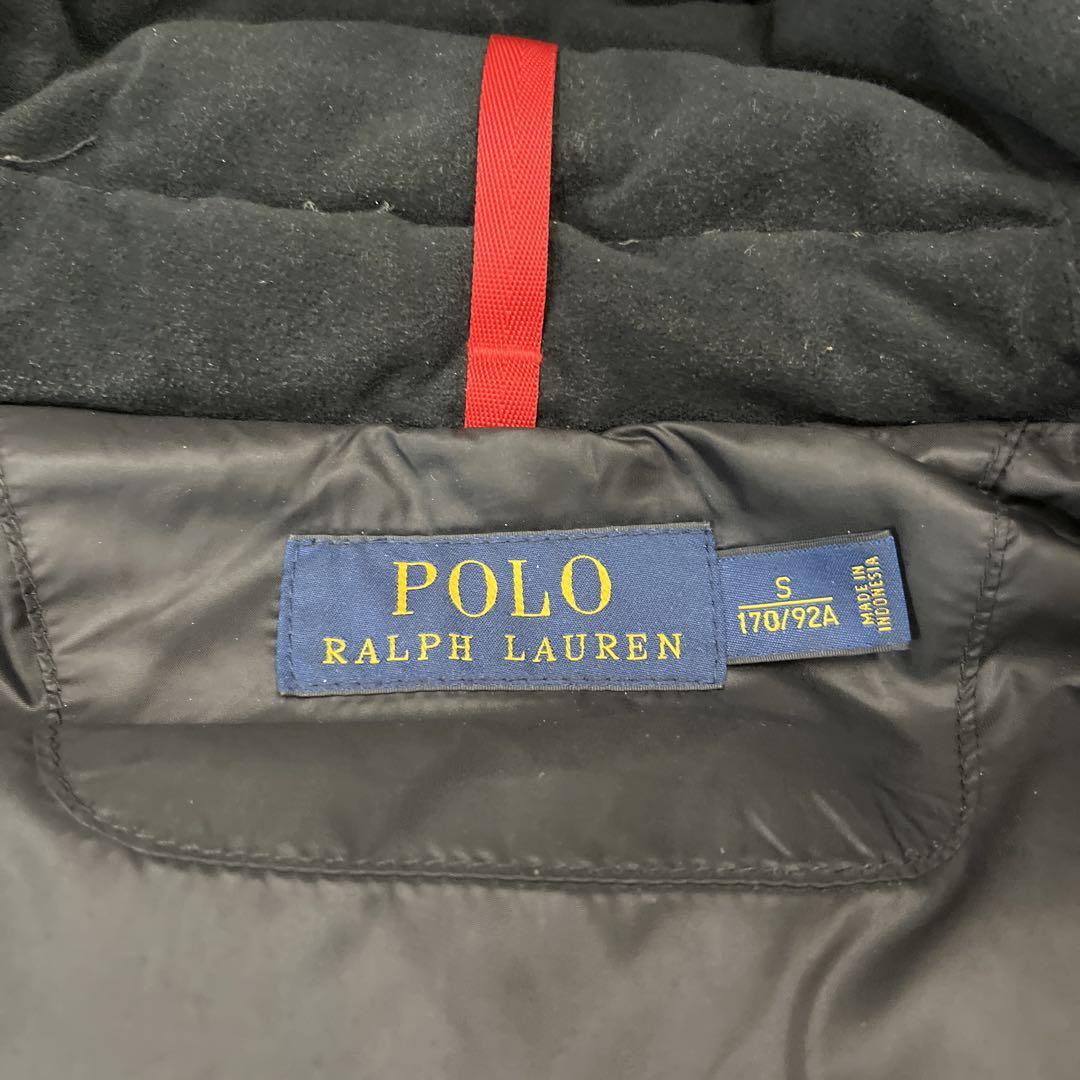 POLO
RALPH LAUREN
S
170/92A
MADE IN
INDONESIA